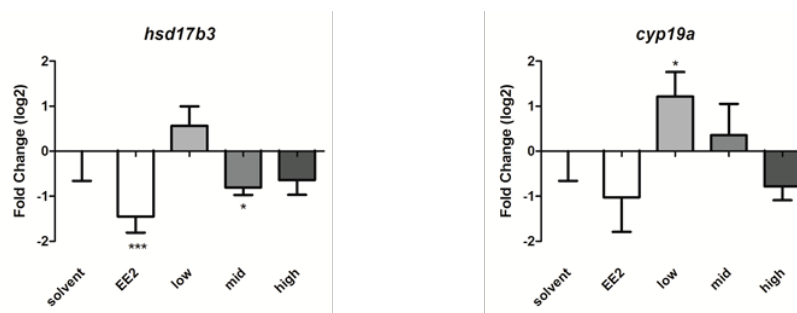 hsd17b3
Fold Change (log2)
2
1
0
-1
-2
***
*
solvent
EE2
low
mid
high
cyp19a
Fold Change (log2)
2
1
0
-1
-2
*
solvent
EE2
low
mid
high